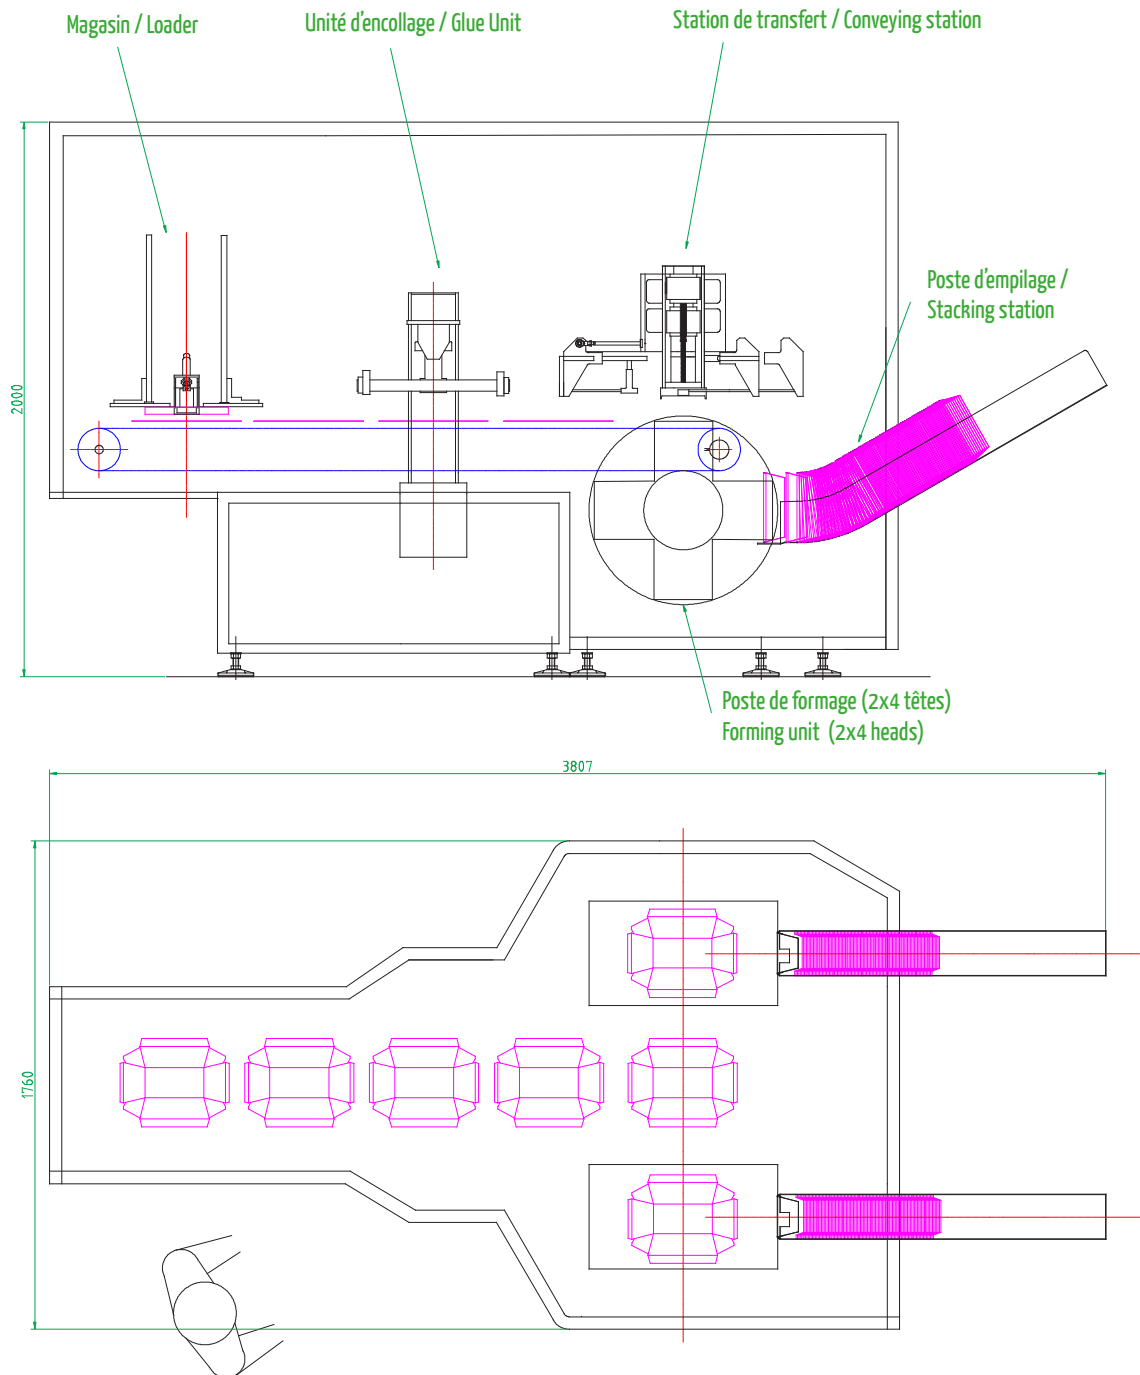 Magasin / Loader
Unité d'encollage / Glue Unit
Station de transfert / Conveying station
Poste d'empilage /
Stacking station
2000
Poste de formage (2x4 têtes)
Forming unit (2x4 heads)
3807
1760